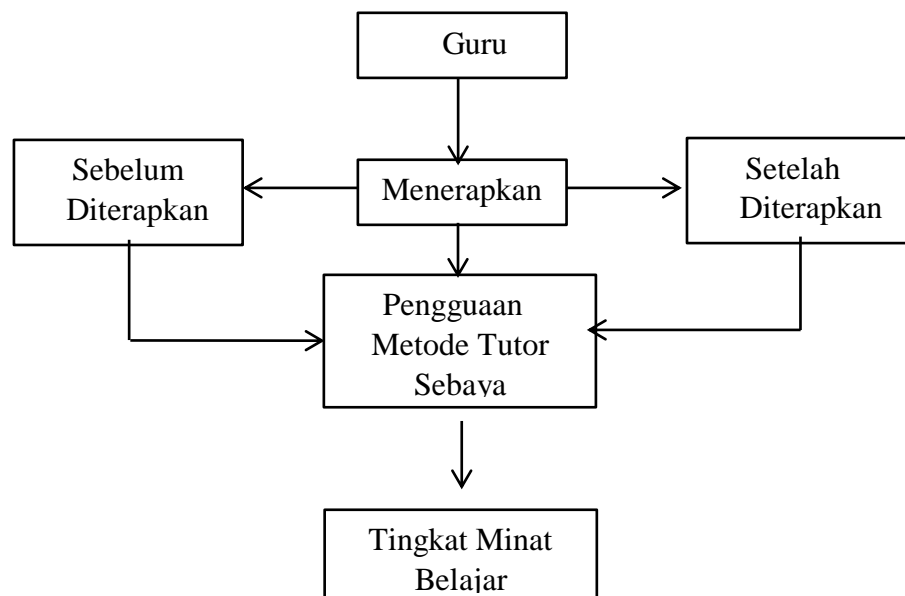 Guru
Sebelum
Diterapkan
Menerapkan
Setelah
Diterapkan
Pengguaan
Metode Tutor
Sebaya
Tingkat Minat
Belajar